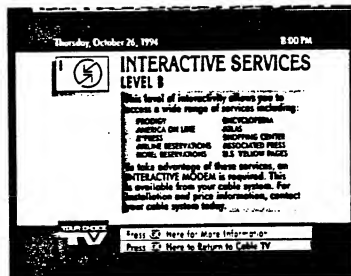 Thursday, October 26, 1994 8:00 PM
INTERACTIVE SERVICES
LEVEL B
This level of interactivity allows you to
access a wide range of services including:
PRODIGY ENCYCLOPEDIA
AMERICA ON LINE ATLAS
X*PRESS SHOPPING CENTER
AIRLINE RESERVATIONS ASSOCIATED PRESS
HOTEL RESERVATIONS U.S. YELLOW PAGES
To take advantage of these services, an
INTERACTIVE MODEM is required. This
is available from your cable system. For
installation and price information, contact
your cable system today.
YOUR CHOICE
TV
Press Here for More Information
Press Here to Return to Cable TV